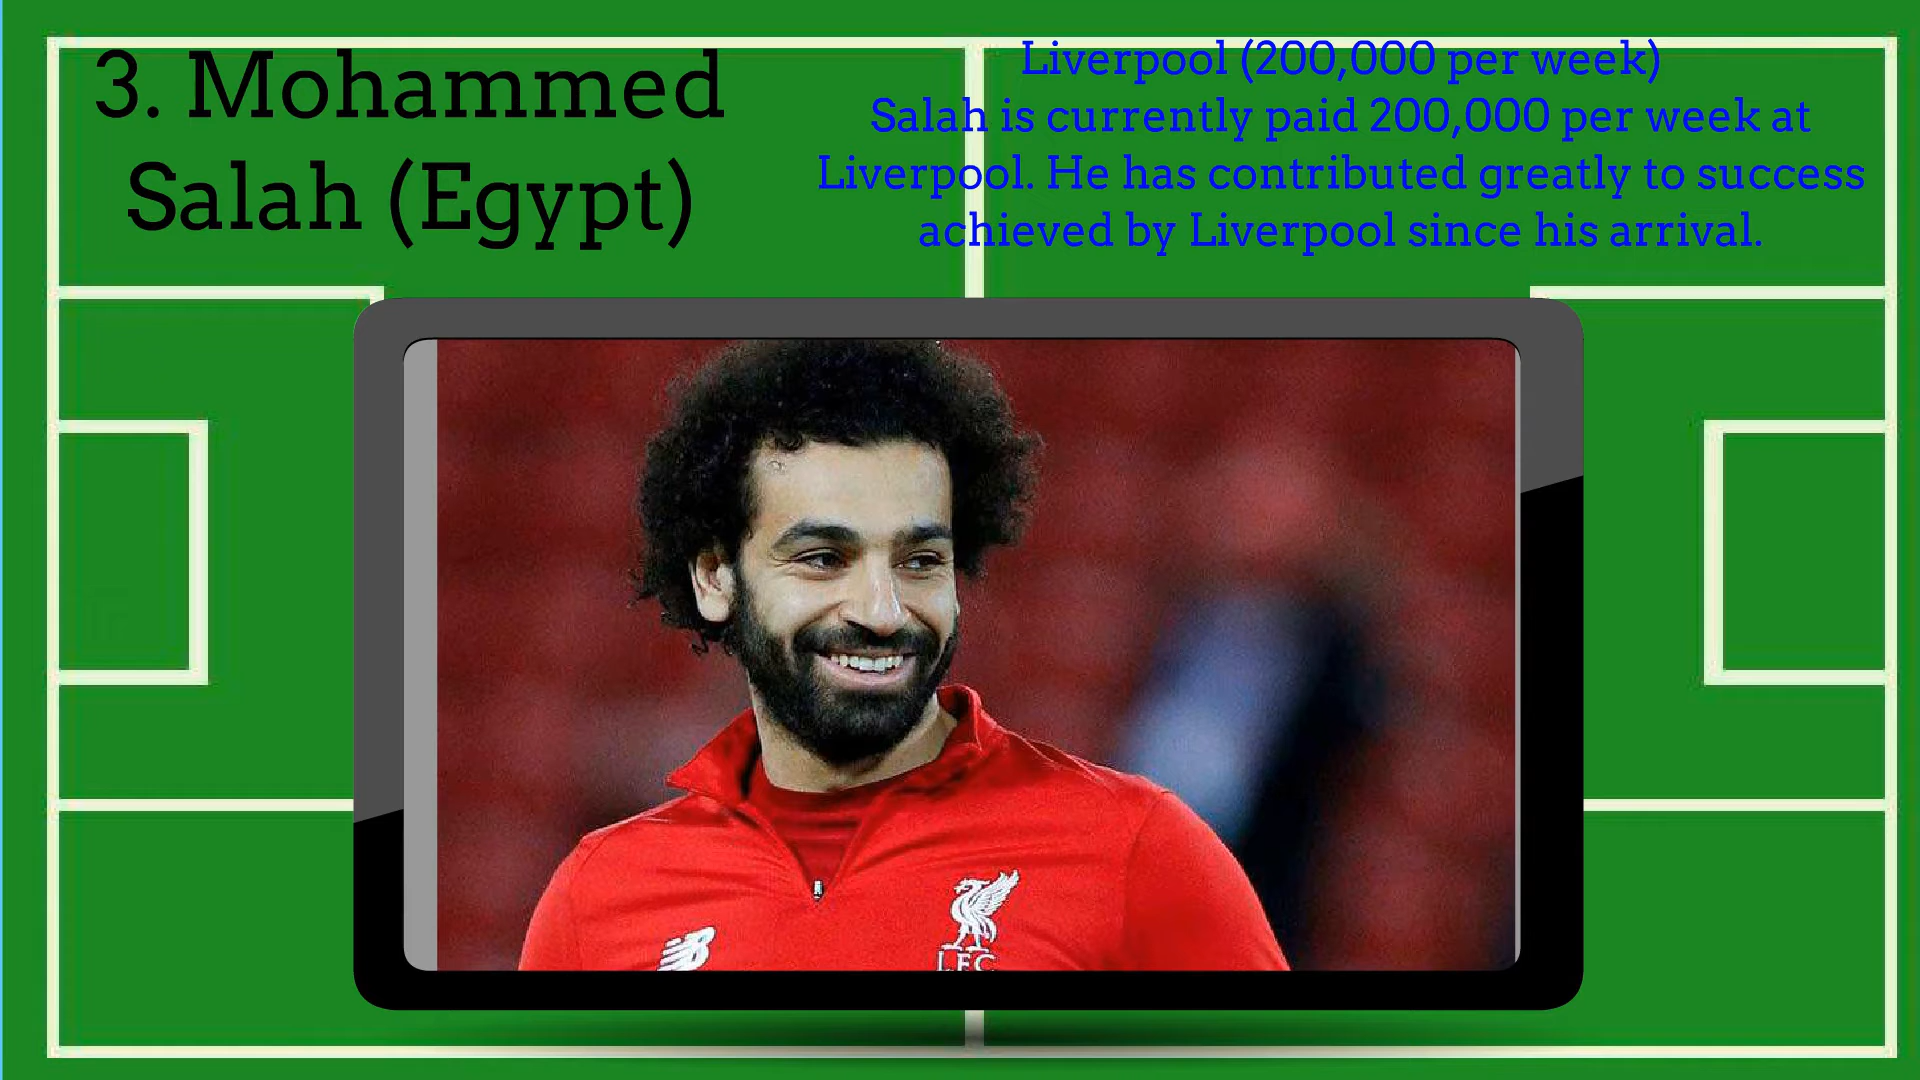 3. Mohammed
Salah (Egypt)
Liverpool (200,000 per week)
Salah is currently paid 200,000 per week at
Liverpool. He has contributed greatly to success
achieved by Liverpool since his arrival.
NB
LFC